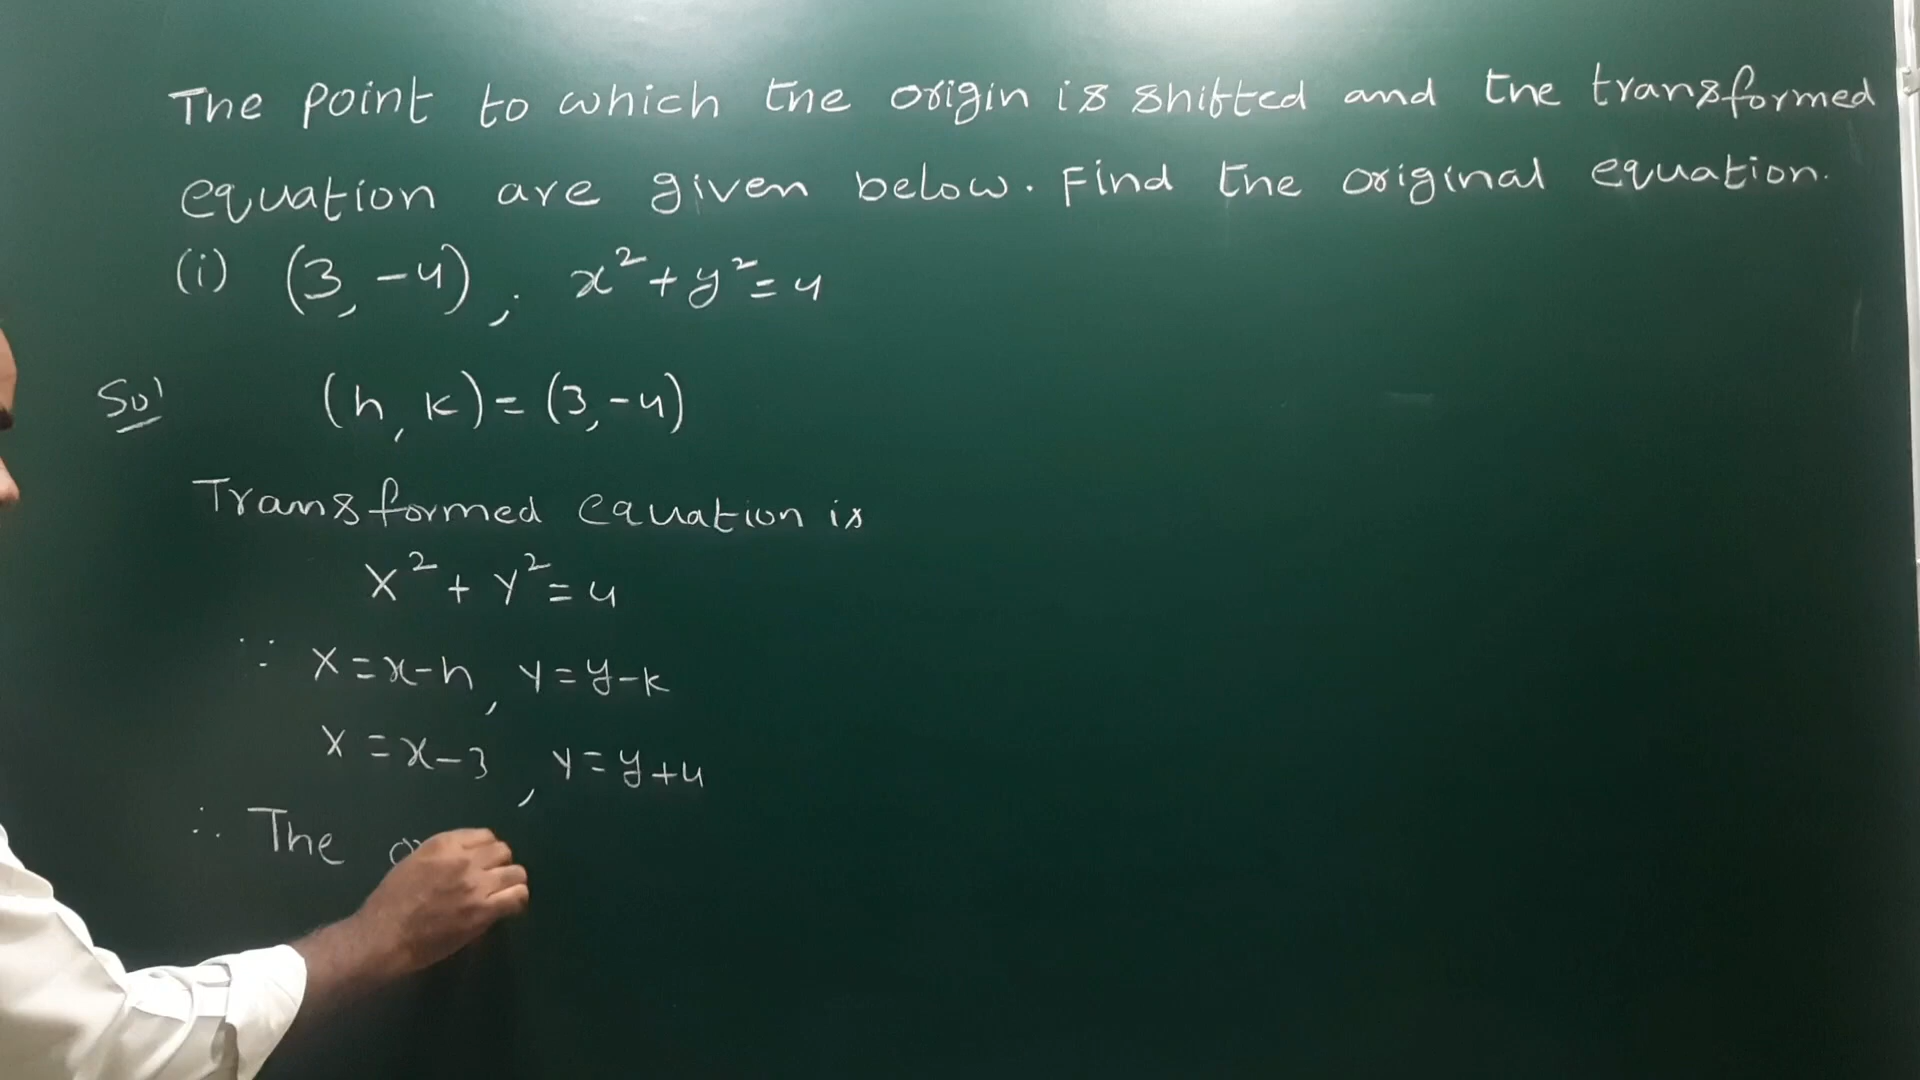 The point to which the origin is shifted and the transformed
equation are given below. Find the original equation.
(i) (3, -4) ; x² + y² = 4
Sol
(h, k) = (3, -4)
Transformed equation is
X² + Y² = 4
∵ X = x - h, Y = y - k
X = x - 3, Y = y + 4
∴ The